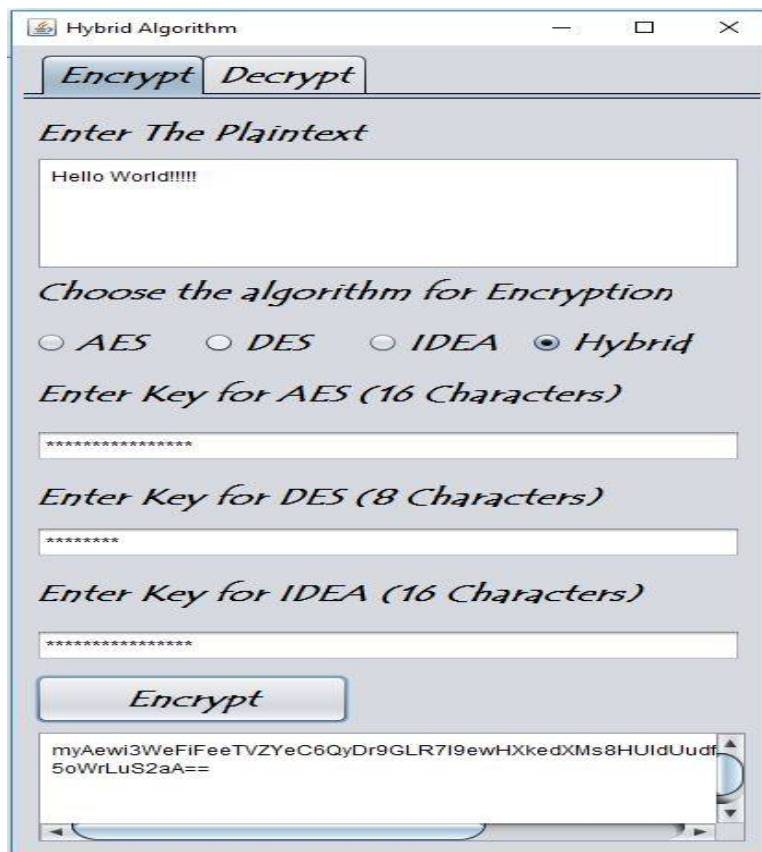 Hybrid Algorithm
Encrypt Decrypt
Enter The Plaintext
Hello World!!!!!
Choose the algorithm for Encryption
AES DES IDEA Hybrid
Enter Key for AES (16 Characters)
****************
Enter Key for DES (8 Characters)
********
Enter Key for IDEA (16 Characters)
****************
Encrypt
myAewi3WeFiFeeTVZYeC6QyDr9GLR7I9ewHXkedXMs8HUIdUudf
5oWrLuS2aA==